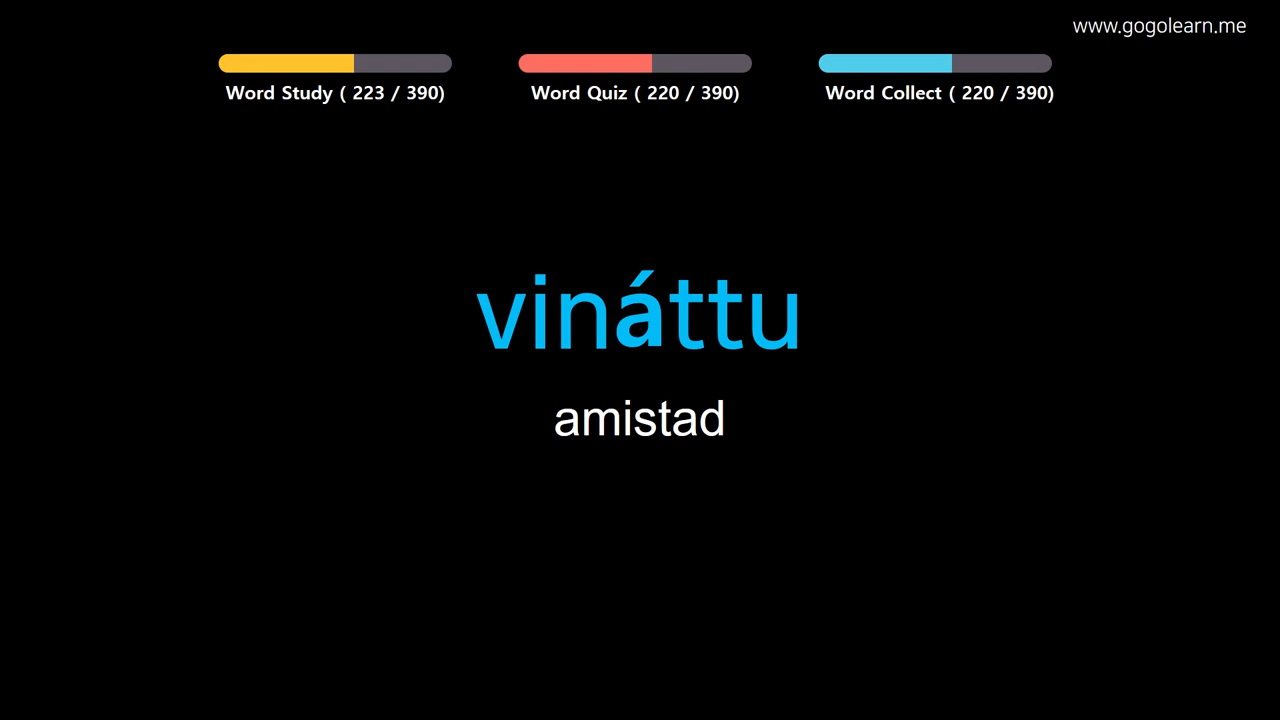 www.gogolearn.me
Word Study ( 223 / 390)
Word Quiz ( 220 / 390)
Word Collect ( 220 / 390)
vináttu
amistad